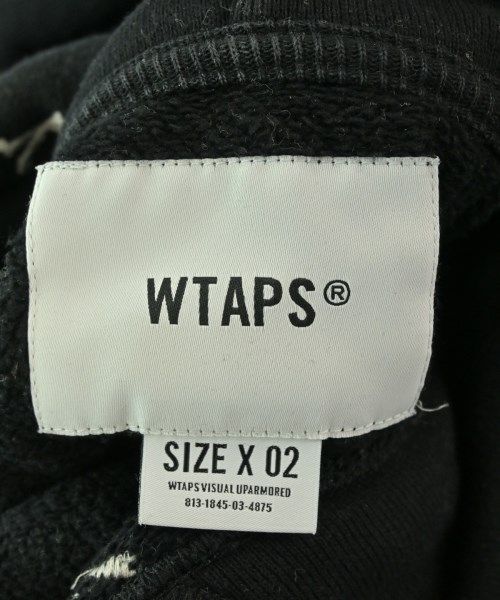 WTAPS®
SIZE X 02
WTAPS VISUAL UPARMORED
813-1845-03-4875